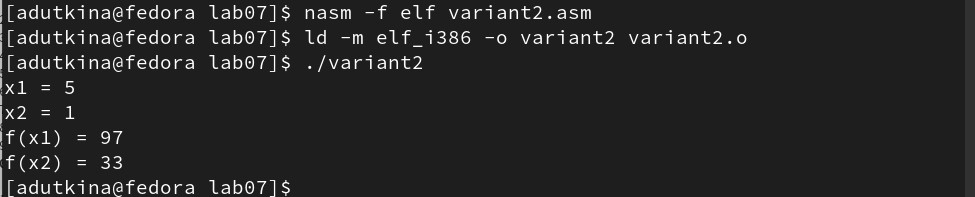 [adutkina@fedora lab07]$ nasm -f elf variant2.asm
[adutkina@fedora lab07]$ ld -m elf_i386 -o variant2 variant2.o
[adutkina@fedora lab07]$ ./variant2
x1 = 5
x2 = 1
f(x1) = 97
f(x2) = 33
[adutkina@fedora lab07]$